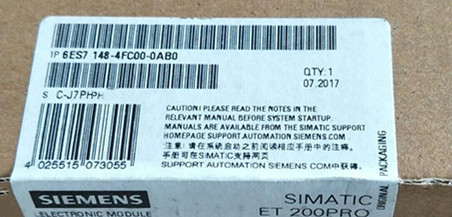 1P 6ES7 148-4FC00-0AB0
QTY:1
07.2017
S C-J7PHPH
CAUTION! PLEASE READ THE NOTES IN THE
RELEVANT MANUAL BEFORE SYSTEM STARTUP.
MANUALS ARE AVAILABLE FROM THE SIMATIC SUPPORT
HOMEPAGE SUPPORT.AUTOMATION.SIEMENS.COM
请在系统启动之前阅读相应手册中的注释。
手册可在SIMATIC支持网页
SUPPORT.AUTOMATION.SIEMENS.COM中获得。
4 025515 073055
ORIGINAL PACKAGING
SIEMENS
SIMATIC
ELECTRONIC MODULE
ET 200PRO